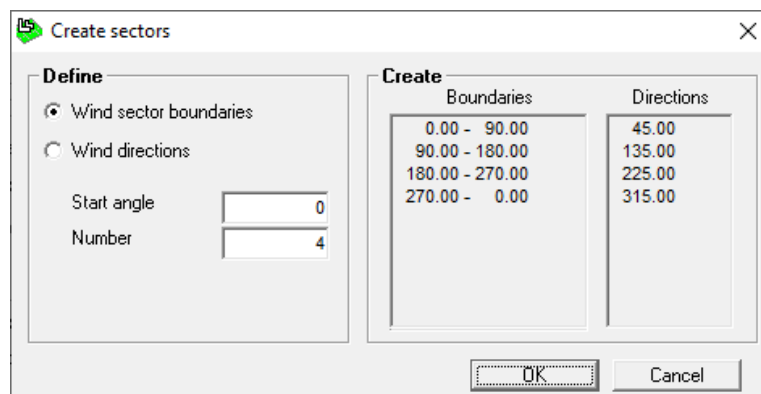 Create sectors
Define
Wind sector boundaries
Wind directions
Start angle 0
Number 4
Create
Boundaries Directions
0.00 - 90.00 45.00
90.00 - 180.00 135.00
180.00 - 270.00 225.00
270.00 - 0.00 315.00
OK Cancel